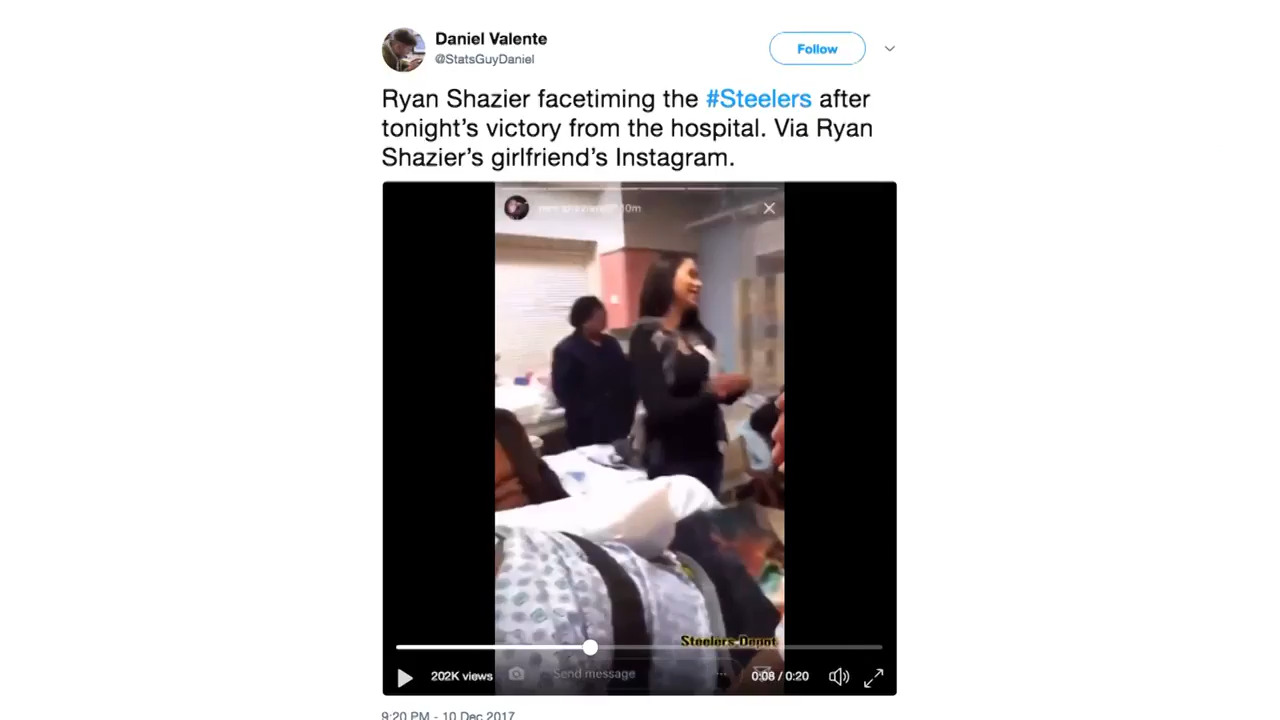 Daniel Valente
@StatsGuyDaniel
Follow
Ryan Shazier facetiming the #Steelers after
tonight’s victory from the hospital. Via Ryan
Shazier’s girlfriend’s Instagram.
10m
Steelers Depot
202K views
Send message
0:08 / 0:20
9:20 PM - 10 Dec 2017